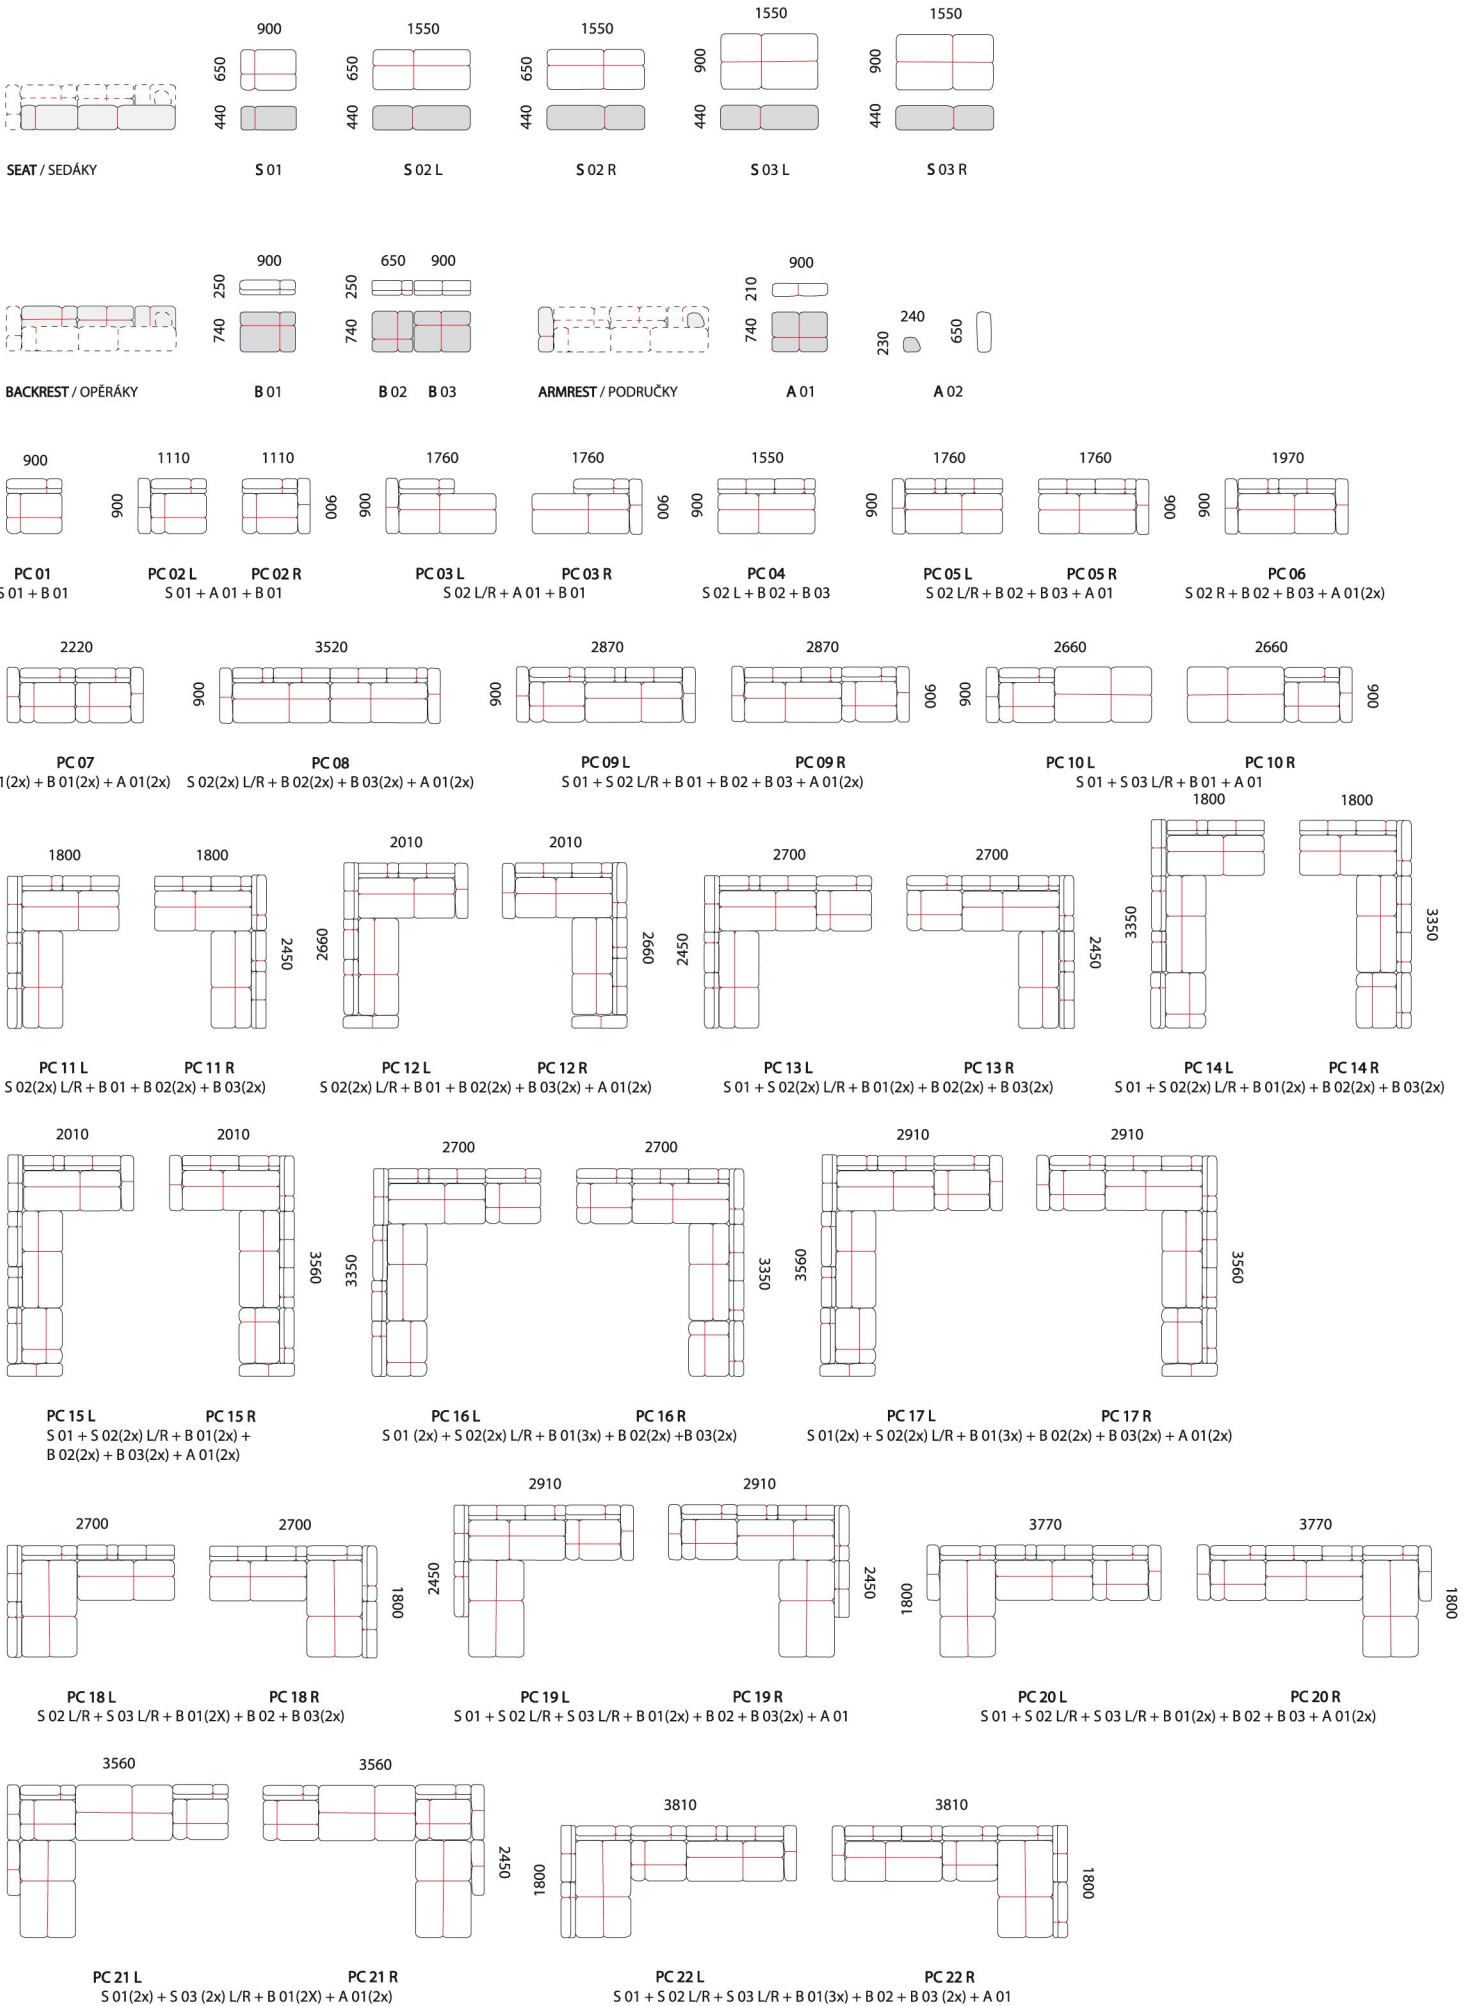 900 1550 1550 1550 1550
650 650 650 900 900
440 440 440 440 440
SEAT / SEDÁKY S 01 S 02 L S 02 R S 03 L S 03 R
900 650 900 900
250 250 210
740 740 740 240 230 650
BACKREST / OPĚRÁKY B 01 B 02 B 03 ARMREST / PODRUČKY A 01 A 02
900 1110 1110 1760 1760 1550 1760 1760 1970
900 900 900 900 900 900 900 900
PC 01 PC 02 L PC 02 R PC 03 L PC 03 R PC 04 PC 05 L PC 05 R PC 06
S 01 + B 01 S 01 + A 01 + B 01 S 02 L/R + A 01 + B 01 S 02 L + B 02 + B 03 S 02 L/R + B 02 + B 03 + A 01 S 02 R + B 02 + B 03 + A 01(2x)
2220 3520 2870 2870 2660 2660
900 900 900 900 900
PC 07 PC 08 PC 09 L PC 09 R PC 10 L PC 10 R
1(2x) + B 01(2x) + A 01(2x) S 02(2x) L/R + B 02(2x) + B 03(2x) + A 01(2x) S 01 + S 02 L/R + B 01 + B 02 + B 03 + A 01(2x) S 01 + S 03 L/R + B 01 + A 01
1800 1800 2010 2010 2700 2700 1800 1800
2450 2660 2660 2450 2450 3350 3350
PC 11 L PC 11 R PC 12 L PC 12 R PC 13 L PC 13 R PC 14 L PC 14 R
S 02(2x) L/R + B 01 + B 02(2x) + B 03(2x) S 02(2x) L/R + B 01 + B 02(2x) + B 03(2x) + A 01(2x) S 01 + S 02(2x) L/R + B 01(2x) + B 02(2x) + B 03(2x) S 01 + S 02(2x) L/R + B 01(2x) + B 02(2x) + B 03(2x)
2010 2010 2700 2700 2910 2910
3560 3350 3350 3560 3560
PC 15 L PC 15 R PC 16 L PC 16 R PC 17 L PC 17 R
S 01 + S 02(2x) L/R + B 01(2x) + S 01 (2x) + S 02(2x) L/R + B 01(3x) + B 02(2x) +B 03(2x) S 01(2x) + S 02(2x) L/R + B 01(3x) + B 02(2x) + B 03(2x) + A 01(2x)
B 02(2x) + B 03(2x) + A 01(2x)
2700 2700 2910 2910 3770 3770
1800 2450 2450 1800 1800
PC 18 L PC 18 R PC 19 L PC 19 R PC 20 L PC 20 R
S 02 L/R + S 03 L/R + B 01(2X) + B 02 + B 03(2x) S 01 + S 02 L/R + S 03 L/R + B 01(2x) + B 02 + B 03(2x) + A 01 S 01 + S 02 L/R + S 03 L/R + B 01(2x) + B 02 + B 03 + A 01(2x)
3560 3560 3810 3810
2450 1800 1800
PC 21 L PC 21 R PC 22 L PC 22 R
S 01(2x) + S 03 (2x) L/R + B 01(2X) + A 01(2x) S 01 + S 02 L/R + S 03 L/R + B 01(3x) + B 02 + B 03 (2x) + A 01